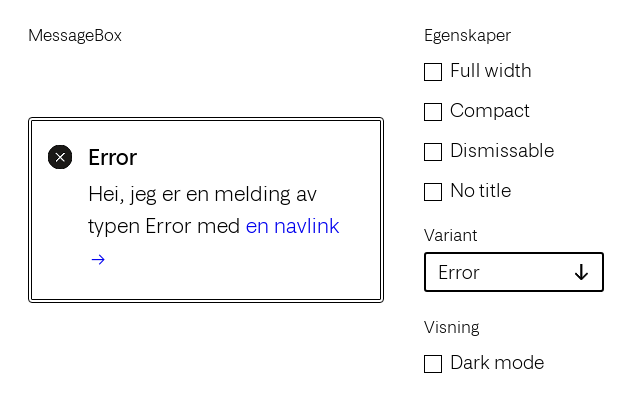 MessageBox
Error
Hei, jeg er en melding av
typen Error med en navlink
→
Egenskaper
Full width
Compact
Dismissable
No title
Variant
Error
Visning
Dark mode